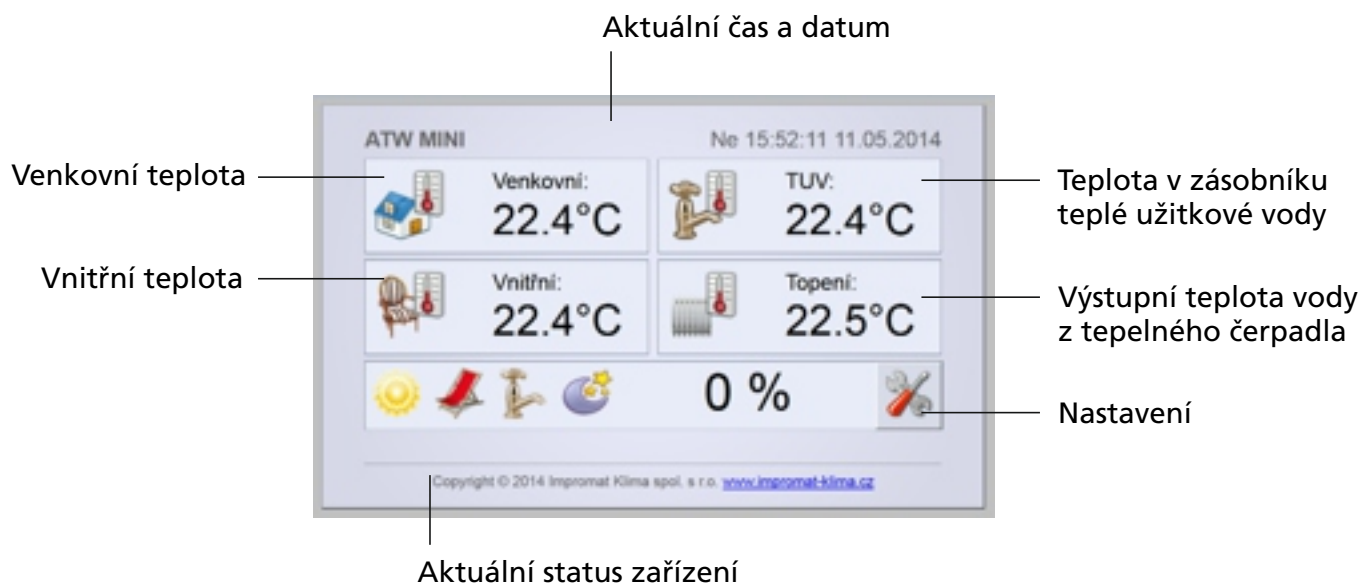 Aktuální čas a datum
ATW MINI
Ne 15:52:11 11.05.2014
Venkovní teplota
Venkovní:
22.4°C
TUV:
22.4°C
Teplota v zásobníku
teplé užitkové vody
Vnitřní teplota
Vnitřní:
22.4°C
Topení:
22.5°C
Výstupní teplota vody
z tepelného čerpadla
0 %
Nastavení
Copyright © 2014 Impromat Klima spol. s r.o. www.impromat-klima.cz
Aktuální status zařízení